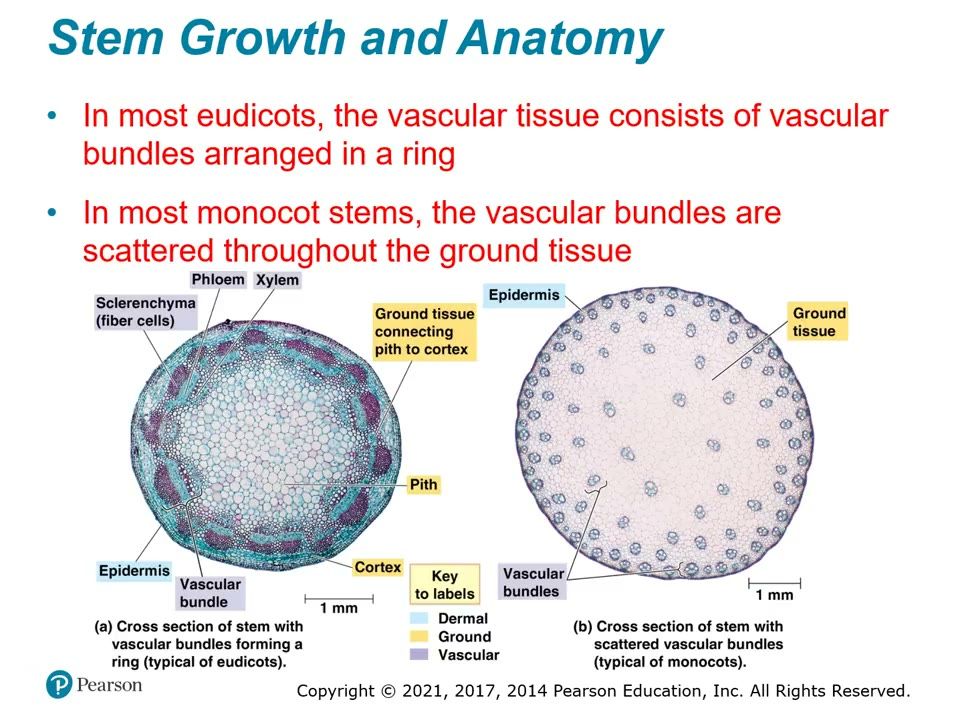 Stem Growth and Anatomy
• In most eudicots, the vascular tissue consists of vascular
bundles arranged in a ring
• In most monocot stems, the vascular bundles are
scattered throughout the ground tissue
Phloem
Xylem
Sclerenchyma
(fiber cells)
Ground tissue
connecting
pith to cortex
Pith
Epidermis
Vascular
bundle
Cortex
1 mm
(a) Cross section of stem with
vascular bundles forming a
ring (typical of eudicots).
Key
to labels
Dermal
Ground
Vascular
Epidermis
Ground
tissue
Vascular
bundles
1 mm
(b) Cross section of stem with
scattered vascular bundles
(typical of monocots).
P Pearson
Copyright © 2021, 2017, 2014 Pearson Education, Inc. All Rights Reserved.